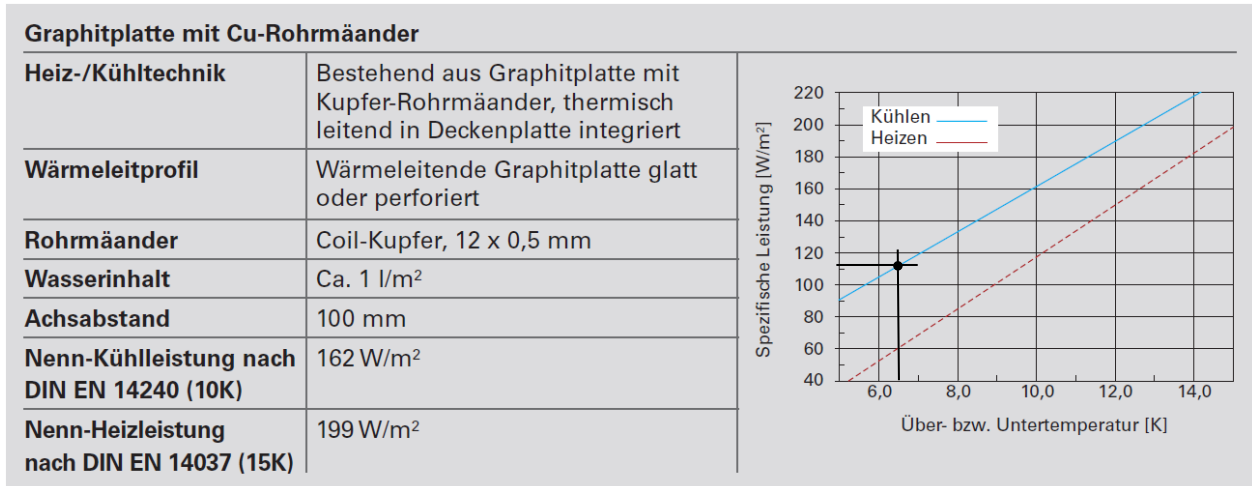 Graphitplatte mit Cu-Rohrmäander
Heiz-/Kühltechnik
Bestehend aus Graphitplatte mit
Kupfer-Rohrmäander, thermisch
leitend in Deckenplatte integriert
Wärmeleitprofil
Wärmeleitende Graphitplatte glatt
oder perforiert
Rohrmäander
Coil-Kupfer, 12 x 0,5 mm
Wasserinhalt
Ca. 1 l/m²
Achsabstand
100 mm
Nenn-Kühlleistung nach
DIN EN 14240 (10K)
162 W/m²
Nenn-Heizleistung
nach DIN EN 14037 (15K)
199 W/m²
Spezifische Leistung [W/m²]
220
200
180
160
140
120
100
80
60
40
Kühlen
Heizen
6,0 8,0 10,0 12,0 14,0
Über- bzw. Untertemperatur [K]